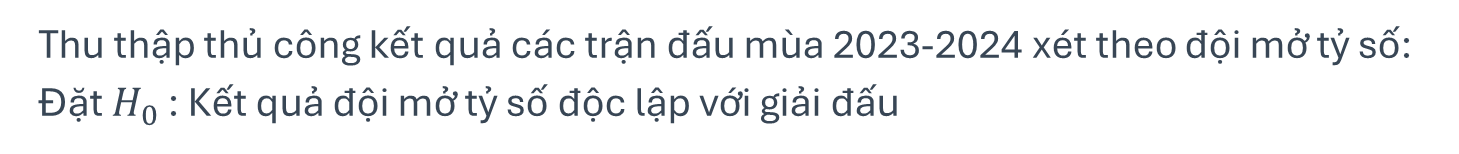 Thu thập thủ công kết quả các trận đấu mùa 2023-2024 xét theo đội mở tỷ số:
Đặt H₀ : Kết quả đội mở tỷ số độc lập với giải đấu